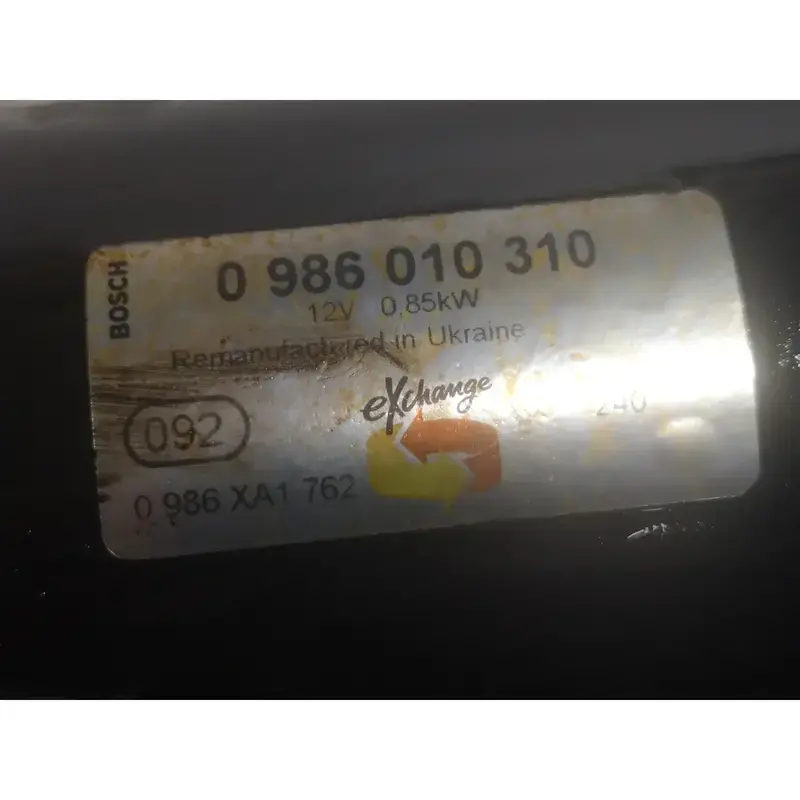 BOSCH
0 986 010 310
12V 0,85kW
Remanufactured in Ukraine
eXchange
240
092
0 986 XA1 762